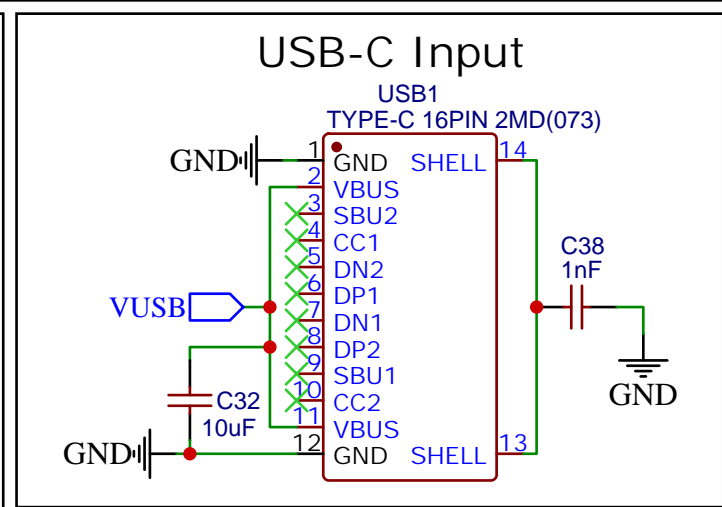 USB-C Input
USB1
TYPE-C 16PIN 2MD(073)
GND
1
GND
SHELL
14
2
VBUS
3
SBU2
4
CC1
5
DN2
6
DP1
7
DN1
8
DP2
9
SBU1
10
CC2
11
VBUS
12
GND
SHELL
13
VUSB
C32
10uF
GND
C38
1nF
GND